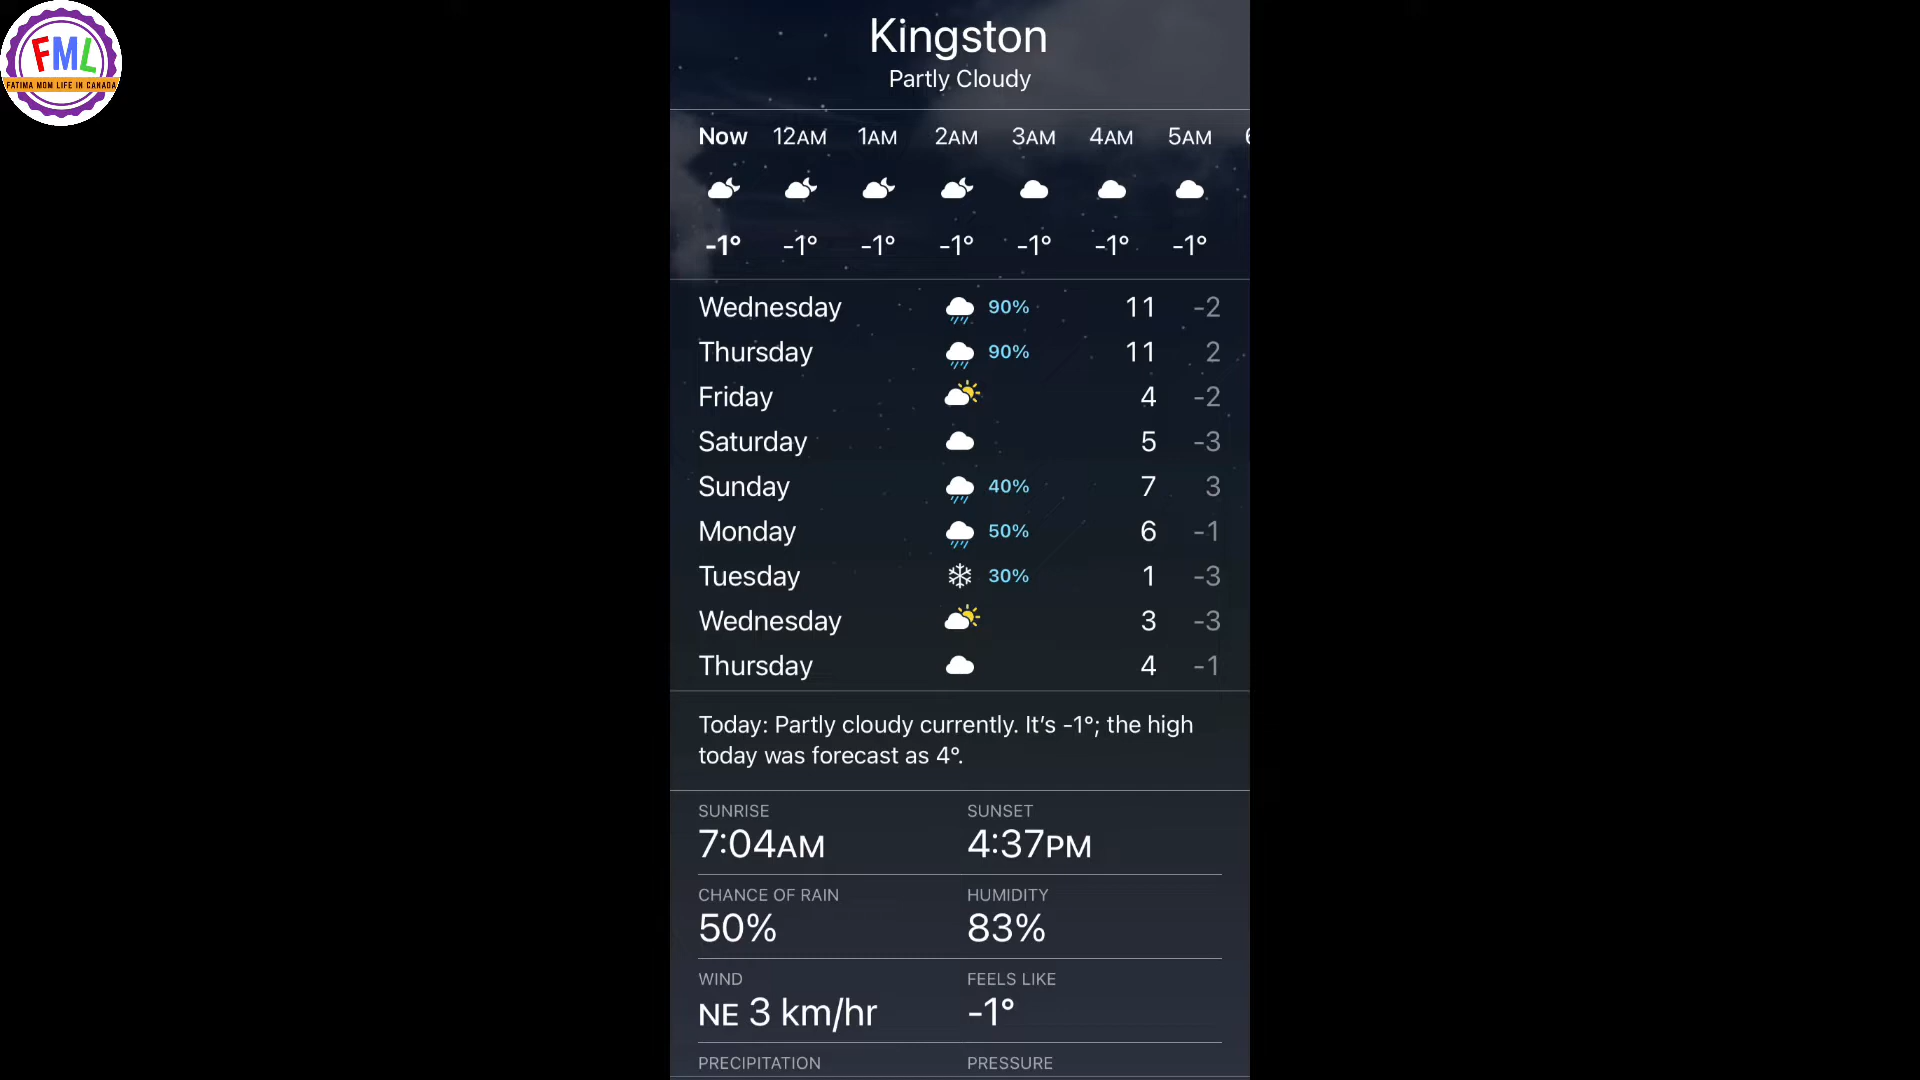 FML
FATIMA MOM LIFE IN CANADA
Kingston
Partly Cloudy
Now 12AM 1AM 2AM 3AM 4AM 5AM
-1° -1° -1° -1° -1° -1° -1°
Wednesday 90% 11 -2
Thursday 90% 11 2
Friday 4 -2
Saturday 5 -3
Sunday 40% 7 3
Monday 50% 6 -1
Tuesday 30% 1 -3
Wednesday 3 -3
Thursday 4 -1
Today: Partly cloudy currently. It’s -1°; the high
today was forecast as 4°.
SUNRISE SUNSET
7:04AM 4:37PM
CHANCE OF RAIN HUMIDITY
50% 83%
WIND FEELS LIKE
NE 3 km/hr -1°
PRECIPITATION PRESSURE